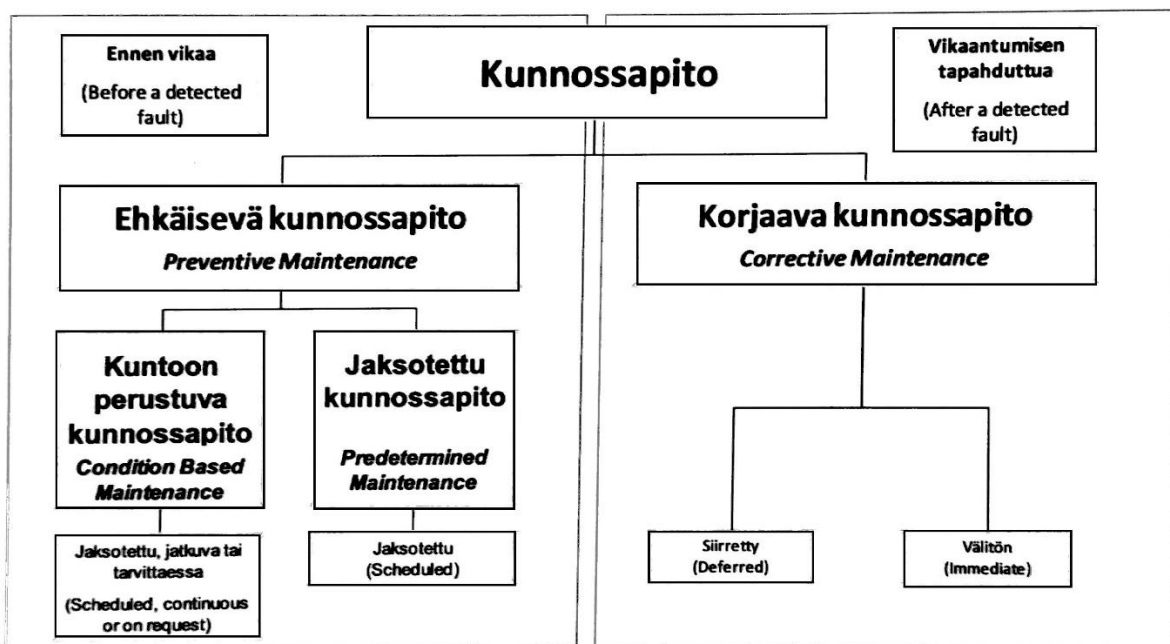 Ennen vikaa
(Before a detected
fault)
Kunnossapito
Vikaantumisen
tapahduttua
(After a detected
fault)
Ehkäisevä kunnossapito
Preventive Maintenance
Korjaava kunnossapito
Corrective Maintenance
Kuntoon
perustuva
kunnossapito
Condition Based
Maintenance
Jaksotettu
kunnossapito
Predetermined
Maintenance
Jaksotettu, jatkuva tai
tarvittaessa
(Scheduled, continuous
or on request)
Jaksotettu
(Scheduled)
Siirretty
(Deferred)
Välitön
(Immediate)